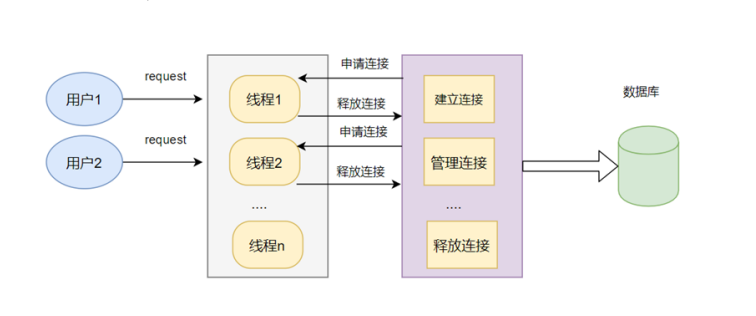 申请连接
request
数据库
用户1
线程1
建立连接
释放连接
request
申请连接
用户2
线程2
管理连接
释放连接
....
....
线程n
释放连接